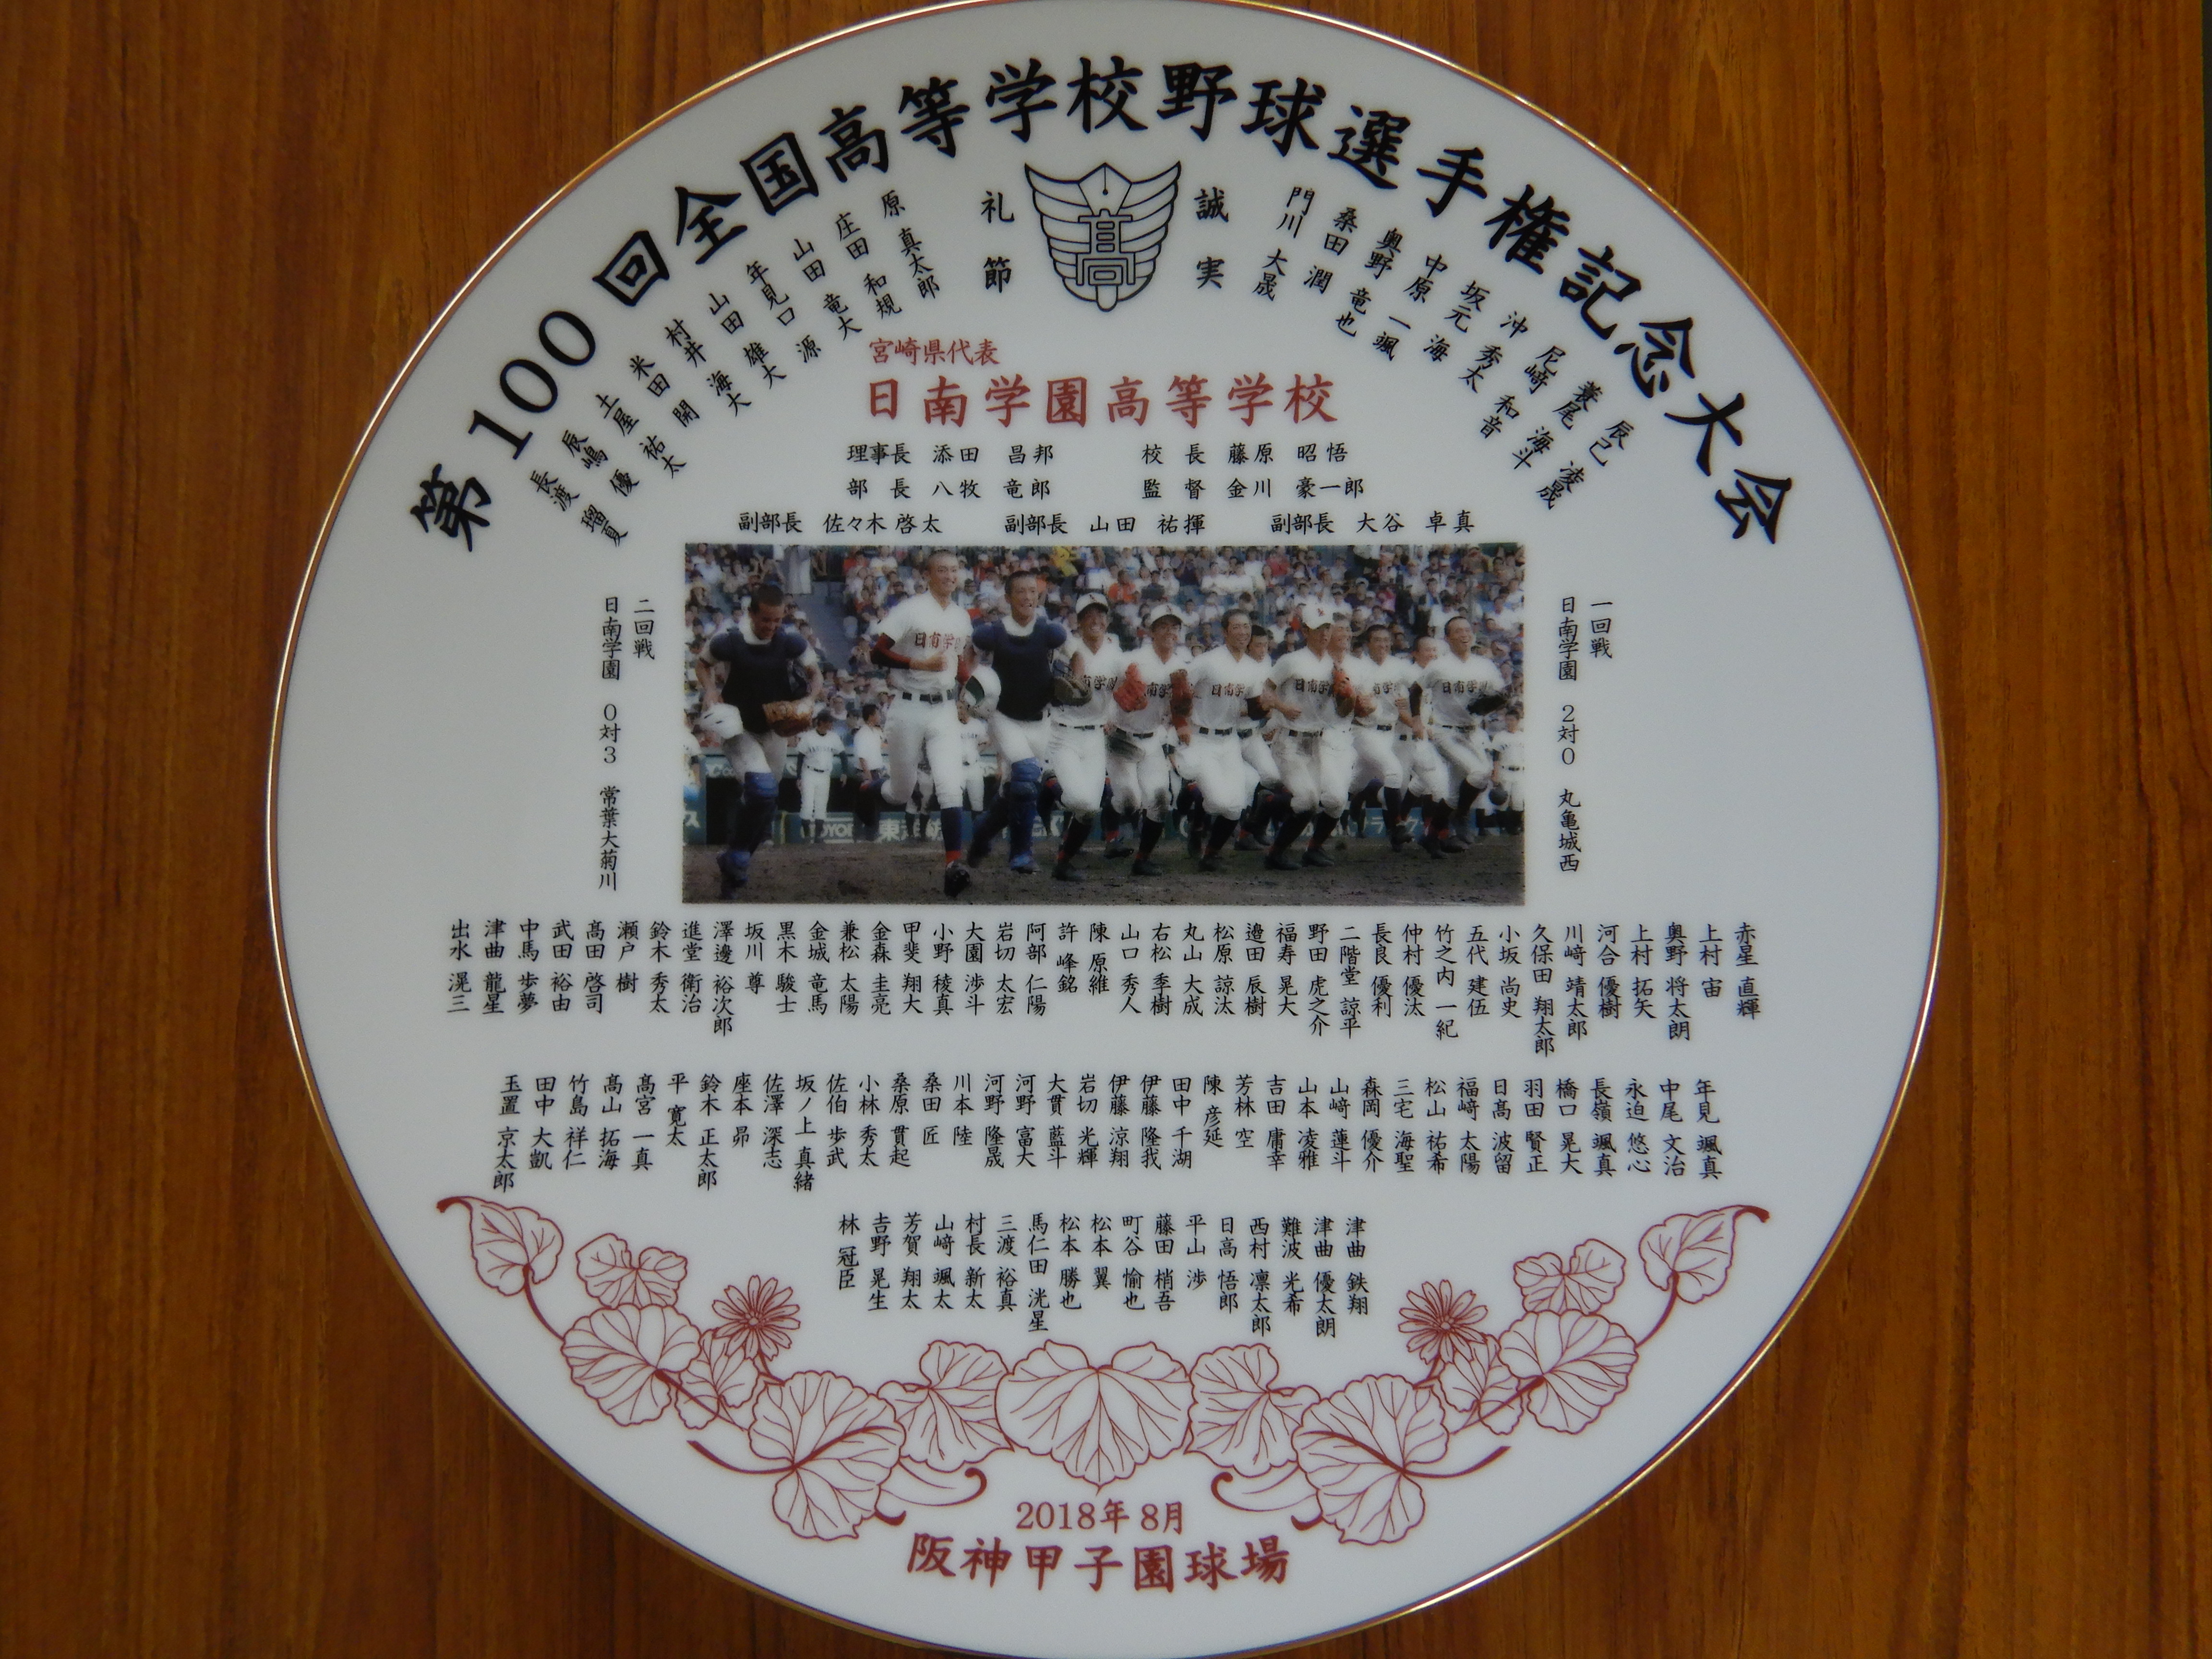 第100回全国高等学校野球選手権記念大会
誠実
礼節
門川 大晟
桑田 潤
奥野 竜也
中原 一颯
坂元 海
沖 秀太
尼﨑 和音
養尾 海斗
辰己 凌晟
原 真太郎
庄田 和規
山田 竜大
年見口 源
山田 雄大
村井 海大
米田 開
土屋 祐太
辰嶋 優
長渡 瑠夏
宮崎県代表
日南学園高等学校
理事長 添田 昌邦 校長 藤原 昭悟
部長 八牧 竜郎 監督 金川 豪一郎
副部長 佐々木 啓太 副部長 山田 祐揮 副部長 大谷 卓真
一回戦
日南学園 2対0 丸亀城西
二回戦
日南学園 0対3 常葉大菊川
日南学園
赤星 直輝
上村 宙
奥野 将太朗
上村 拓矢
河合 優樹
川﨑 靖太郎
久保田 翔太郎
小坂 尚史
五代 建伍
竹之内 一紀
仲村 優汰
長良 優利
二階堂 諒平
野田 虎之介
福寿 晃大
邉田 辰樹
松原 諒汰
丸山 大成
右松 季樹
山口 秀人
陳 原維
許 峰銘
阿部 仁陽
岩切 太宏
大園 渉斗
小野 稜真
甲斐 翔大
金森 圭亮
兼松 太陽
金城 竜馬
黒木 駿士
坂川 尊
澤邊 裕次郎
進堂 衛治
鈴木 秀太
瀬戸 樹
髙田 啓司
武田 裕由
中馬 歩夢
津曲 龍星
出水 滉三
年見 颯真
中尾 文治
永迫 悠心
長嶺 颯真
橋口 晃大
羽田 賢正
日髙 波留
福﨑 太陽
松山 祐希
三宅 海聖
森岡 優介
山﨑 蓮斗
山本 凌雅
吉田 庸幸
芳林 空
陳 彦延
田中 千湖
伊藤 隆我
伊藤 涼翔
岩切 光輝
大貫 藍斗
河野 富大
河野 隆晟
川本 陸
桑田 匠
桑原 貫起
小林 秀太
佐伯 歩武
坂ノ上 真緒
佐澤 深志
座本 昴
鈴木 正太郎
平 寛太
髙宮 一真
髙山 拓海
竹島 祥仁
田中 大凱
玉置 京太郎
津曲 鉄翔
津曲 優太朗
難波 光希
西村 凛太郎
日高 悟郎
平山 渉
藤田 梢吾
町谷 愉也
松本 翼
松本 勝也
馬仁田 洸星
三渡 裕真
村長 新太
山﨑 颯太
芳賀 翔太
吉野 晃生
林 冠臣
2018年 8月
阪神甲子園球場